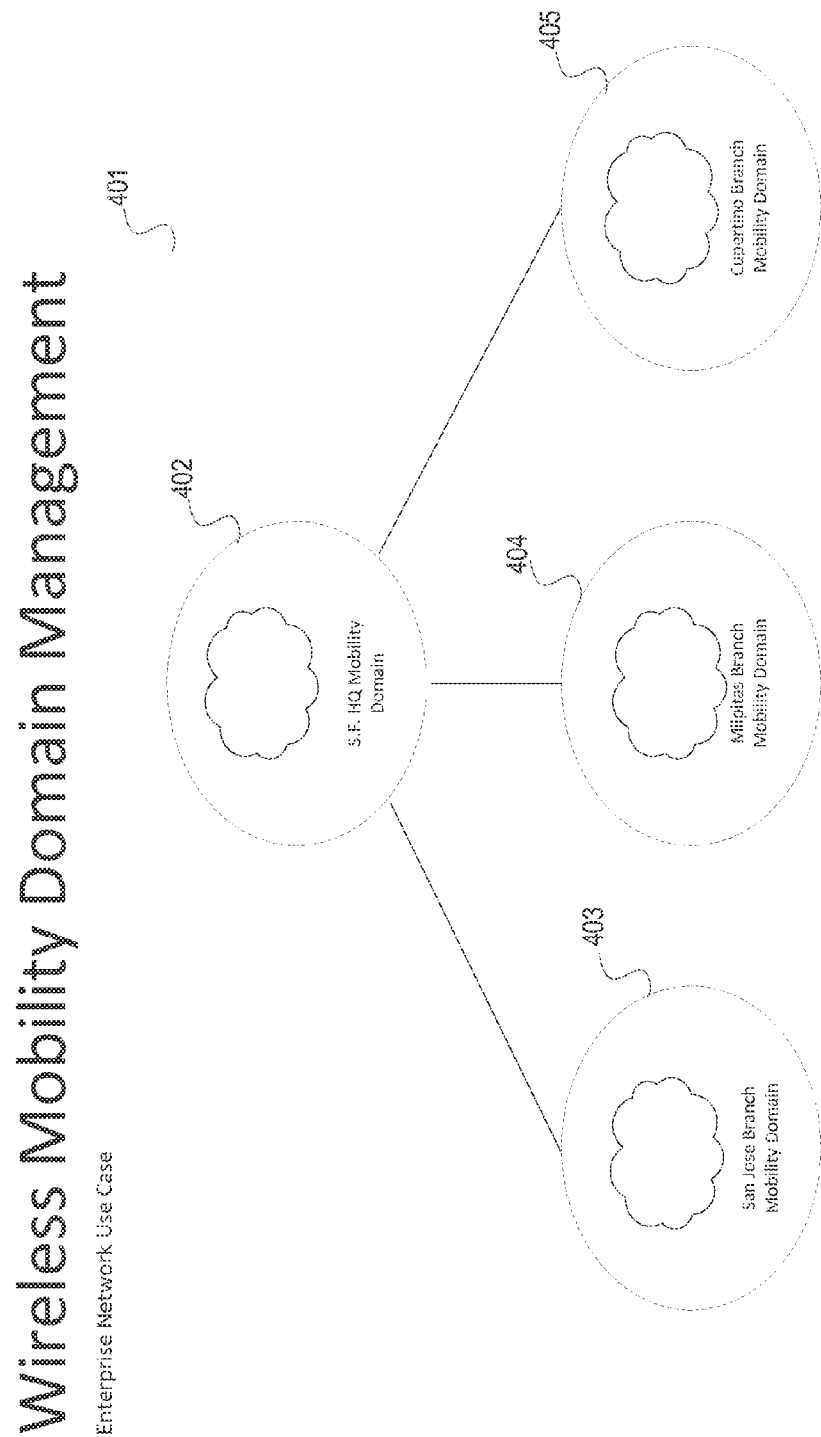 Wireless Mobility Domain Management
Enterprise Network Use Case
401
402
S.F. HQ Mobility
Domain
403
San Jose Branch
Mobility Domain
404
Milpitas Branch
Mobility Domain
405
Cupertino Branch
Mobility Domain